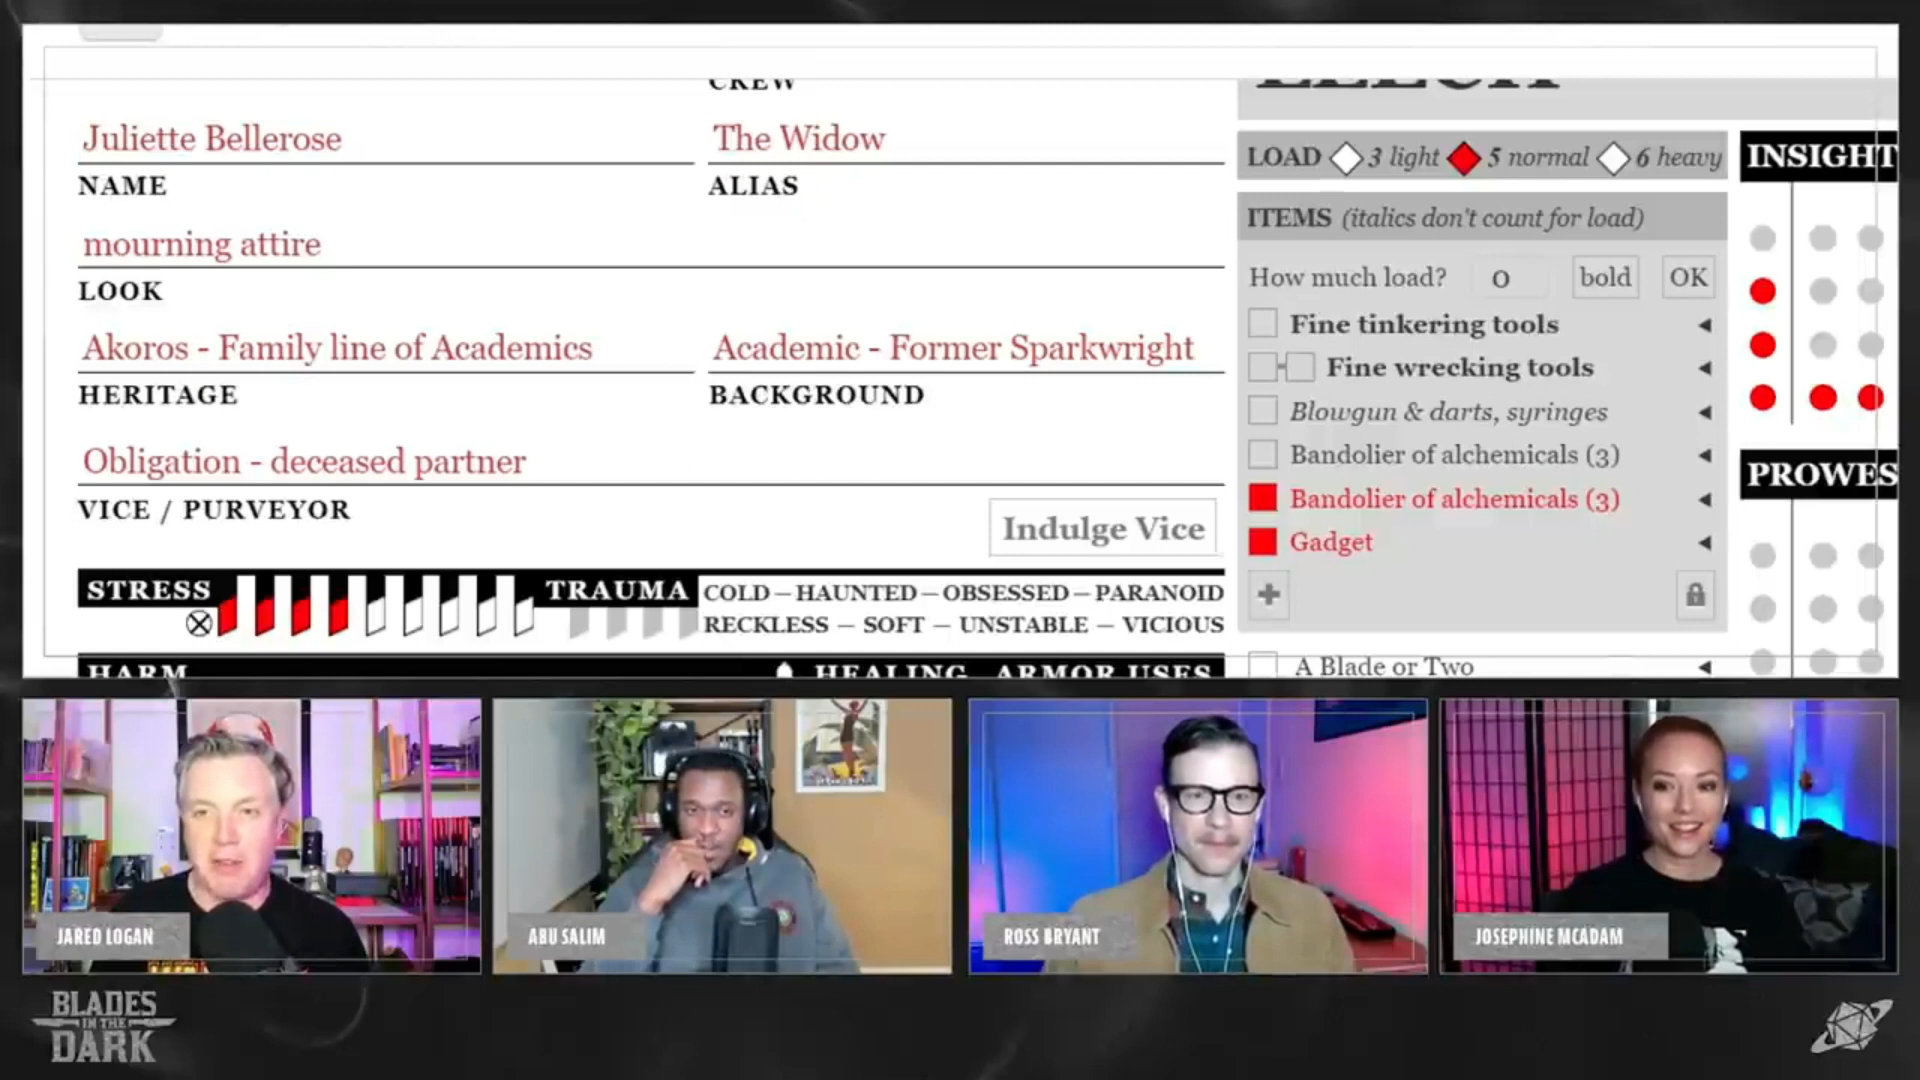 CREW
LEECH
Juliette Bellerose
The Widow
NAME
ALIAS
mourning attire
LOOK
Akoros - Family line of Academics
Academic - Former Sparkwright
HERITAGE
BACKGROUND
Obligation - deceased partner
VICE / PURVEYOR
Indulge Vice
STRESS
TRAUMA
COLD — HAUNTED — OBSESSED — PARANOID
RECKLESS — SOFT — UNSTABLE — VICIOUS
HARM
HEALING
ARMOR USES
LOAD 3 light 5 normal 6 heavy
ITEMS (italics don't count for load)
How much load? 0 bold OK
Fine tinkering tools
Fine wrecking tools
Blowgun & darts, syringes
Bandolier of alchemicals (3)
Bandolier of alchemicals (3)
Gadget
A Blade or Two
INSIGHT
PROWES
JARED LOGAN
ABU SALIM
ROSS BRYANT
JOSEPHINE MCADAM
BLADES
IN THE
DARK